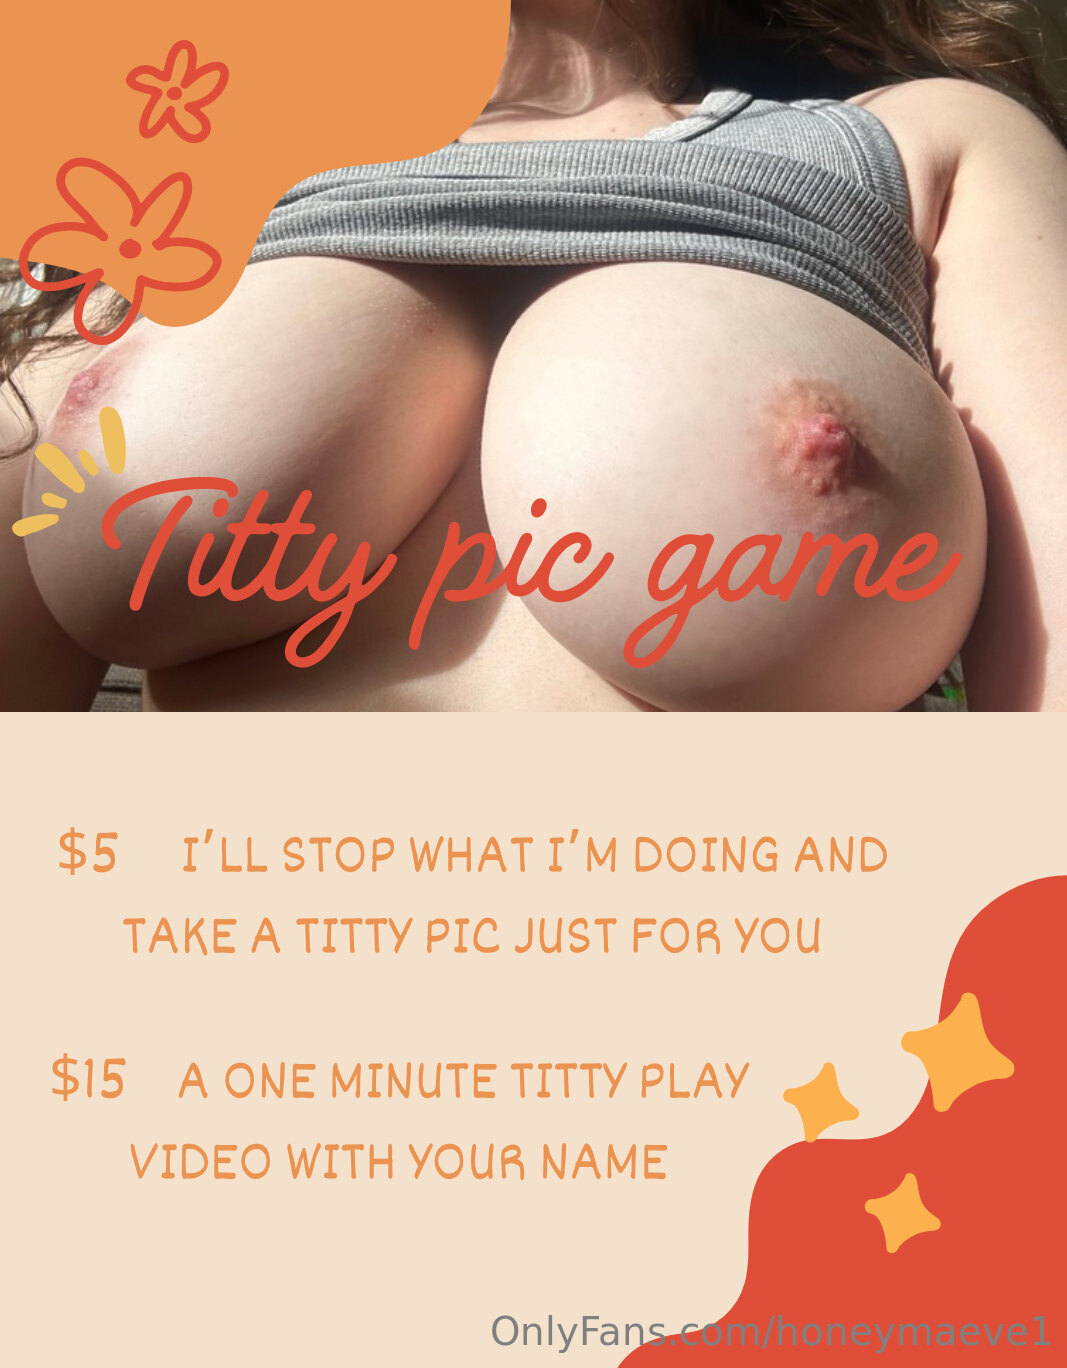 Titty pic game
$5 I'LL STOP WHAT I'M DOING AND
TAKE A TITTY PIC JUST FOR YOU
$15 A ONE MINUTE TITTY PLAY
VIDEO WITH YOUR NAME
OnlyFans.com/honeymaeve1